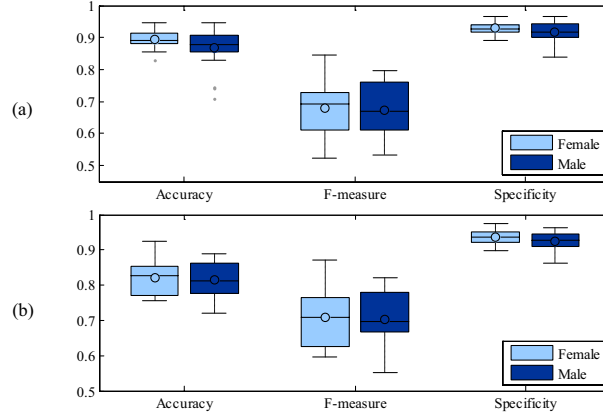 (a)
1
0.9
0.8
0.7
0.6
0.5
Accuracy
F-measure
Specificity
Female
Male
(b)
1
0.9
0.8
0.7
0.6
0.5
Accuracy
F-measure
Specificity
Female
Male